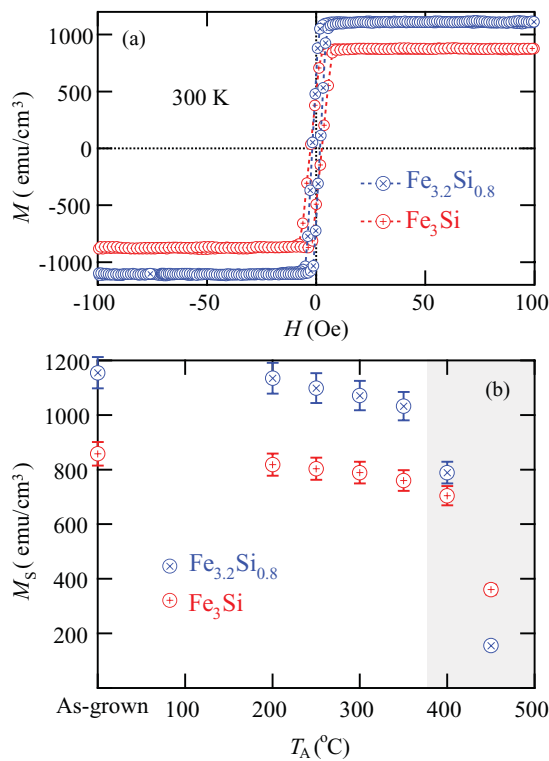 1000
500
0
-500
-1000
M ( emu/cm³ )
(a)
300 K
Fe₃.₂Si₀.₈
Fe₃Si
-100 -50 0 50 100
H (Oe)
1200
1000
800
600
400
200
Mₛ ( emu/cm³ )
(b)
Fe₃.₂Si₀.₈
Fe₃Si
As-grown 100 200 300 400 500
T_A (°C)